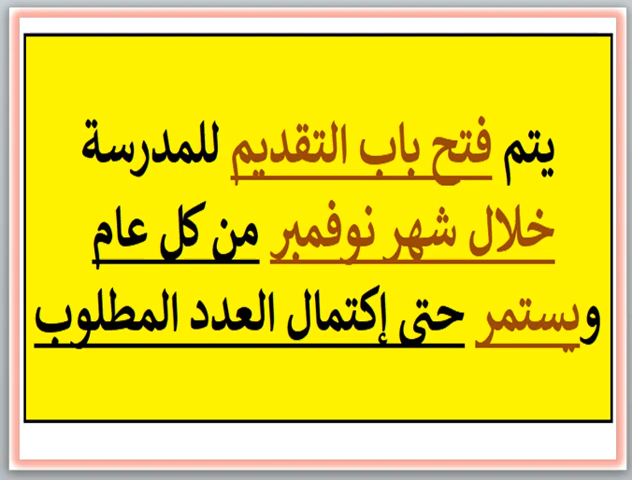 يتم فتح باب التقديم للمدرسة
خلال شهر نوفمبر من كل عام
ويستمر حتى إكتمال العدد المطلوب